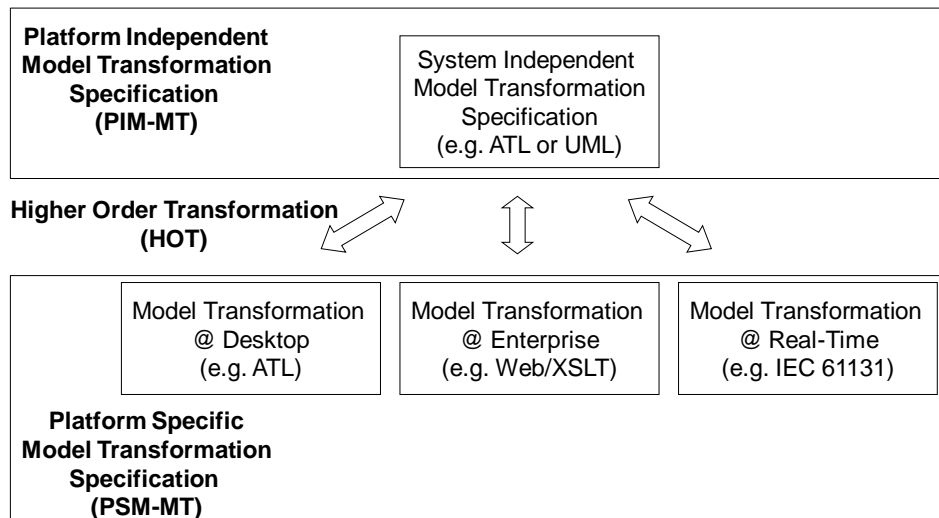 Platform Independent
Model Transformation
Specification
(PIM-MT)
System Independent
Model Transformation
Specification
(e.g. ATL or UML)
Higher Order Transformation
(HOT)
Model Transformation
@ Desktop
(e.g. ATL)
Model Transformation
@ Enterprise
(e.g. Web/XSLT)
Model Transformation
@ Real-Time
(e.g. IEC 61131)
Platform Specific
Model Transformation
Specification
(PSM-MT)